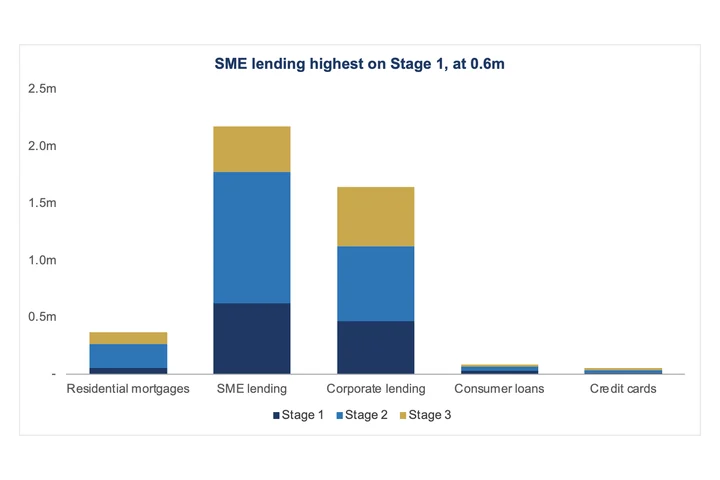 SME lending highest on Stage 1, at 0.6m
2.5m
2.0m
1.5m
1.0m
0.5m
-
Residential mortgages SME lending Corporate lending Consumer loans Credit cards
Stage 1 Stage 2 Stage 3